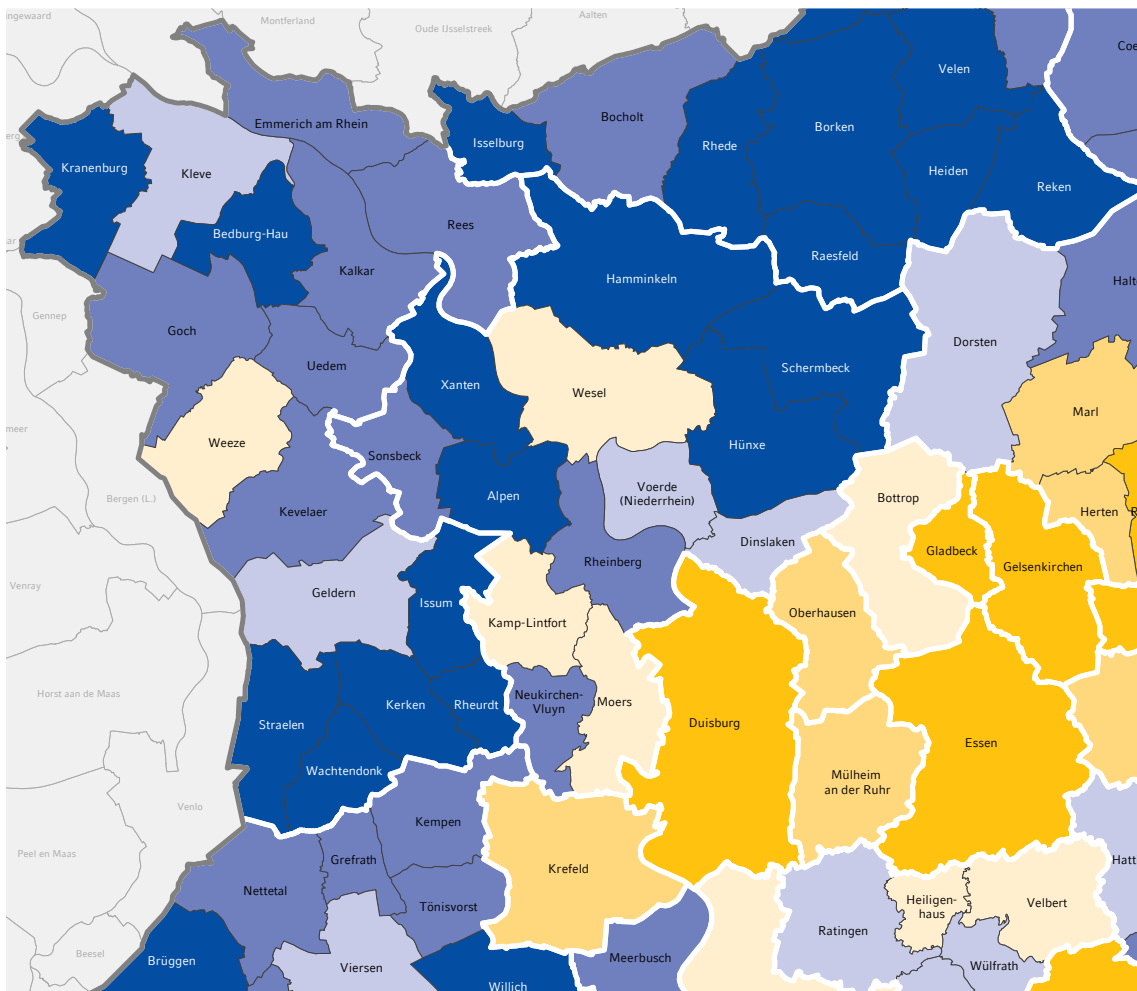 ingewaard
Montferland
Oude IJsselstreek
Aalten
Coe
Velen
Emmerich am Rhein
Bocholt
Borken
Isselburg
Rhede
Kranenburg
Kleve
Heiden
Reken
Bedburg-Hau
Rees
Kalkar
Raesfeld
Hamminkeln
Halte
Gennep
Goch
Dorsten
Uedem
Schermbeck
Xanten
Wesel
Marl
meer
Weeze
Hünxe
Sonsbeck
Bergen (L.)
Alpen
Voerde
(Niederrhein)
Bottrop
Kevelaer
Herten
R
Dinslaken
Gladbeck
Rheinberg
Gelsenkirchen
Venray
Geldern
Issum
Kamp-Lintfort
Oberhausen
Horst aan de Maas
Neukirchen-
Vluyn
Moers
Kerken
Rheurdt
Straelen
Duisburg
Essen
Wachtendonk
Mülheim
an der Ruhr
Venlo
Kempen
Peel en Maas
Grefrath
Krefeld
Hatt
Nettetal
Tönisvorst
Heiligen-
haus
Velbert
Ratingen
Beesel
Brüggen
Viersen
Meerbusch
Wülfrath
Willich